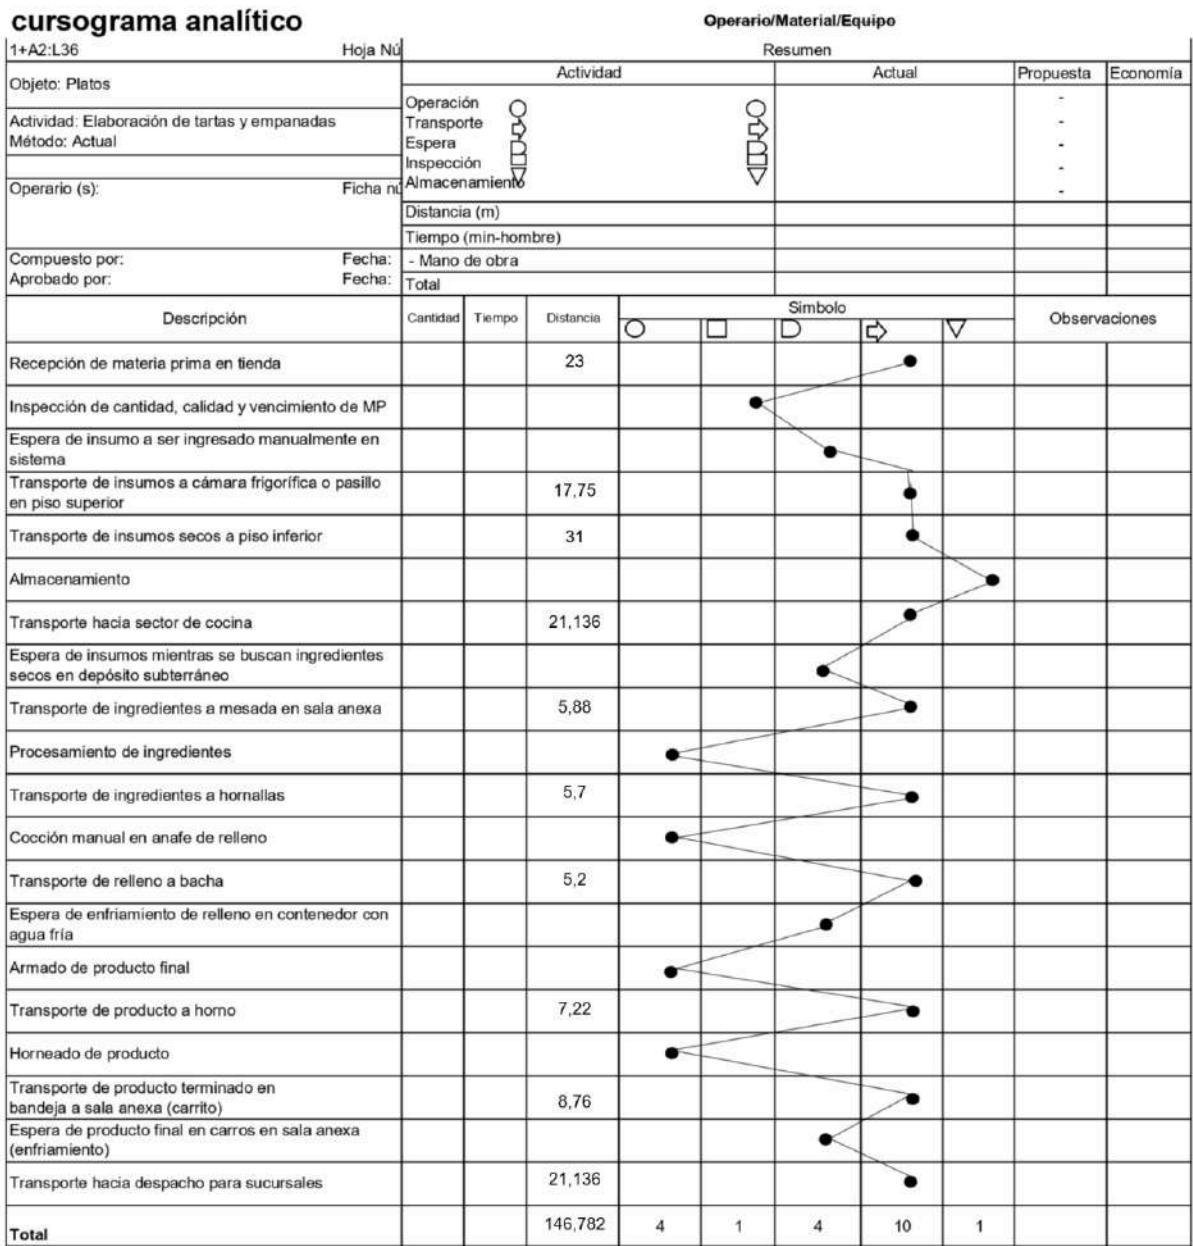 cursograma analítico
Operario/Material/Equipo
1+A2:L36 Hoja Nú
Resumen
Objeto: Platos
Actividad Actual Propuesta Economía
Operación -
Transporte -
Espera -
Inspección -
Almacenamiento -
Actividad: Elaboración de tartas y empanadas
Método: Actual
Operario (s): Ficha nú
Distancia (m)
Tiempo (min-hombre)
Compuesto por: Fecha:
- Mano de obra
Aprobado por: Fecha:
Total
Descripción Cantidad Tiempo Distancia Simbolo Observaciones
Recepción de materia prima en tienda 23
Inspección de cantidad, calidad y vencimiento de MP
Espera de insumo a ser ingresado manualmente en
sistema
Transporte de insumos a cámara frigorífica o pasillo
en piso superior 17,75
Transporte de insumos secos a piso inferior 31
Almacenamiento
Transporte hacia sector de cocina 21,136
Espera de insumos mientras se buscan ingredientes
secos en depósito subterráneo
Transporte de ingredientes a mesada en sala anexa 5,88
Procesamiento de ingredientes
Transporte de ingredientes a hornallas 5,7
Cocción manual en anafe de relleno
Transporte de relleno a bacha 5,2
Espera de enfriamiento de relleno en contenedor con
agua fría
Armado de producto final
Transporte de producto a horno 7,22
Horneado de producto
Transporte de producto terminado en
bandeja a sala anexa (carrito) 8,76
Espera de producto final en carros en sala anexa
(enfriamiento)
Transporte hacia despacho para sucursales 21,136
Total 146,782 4 1 4 10 1